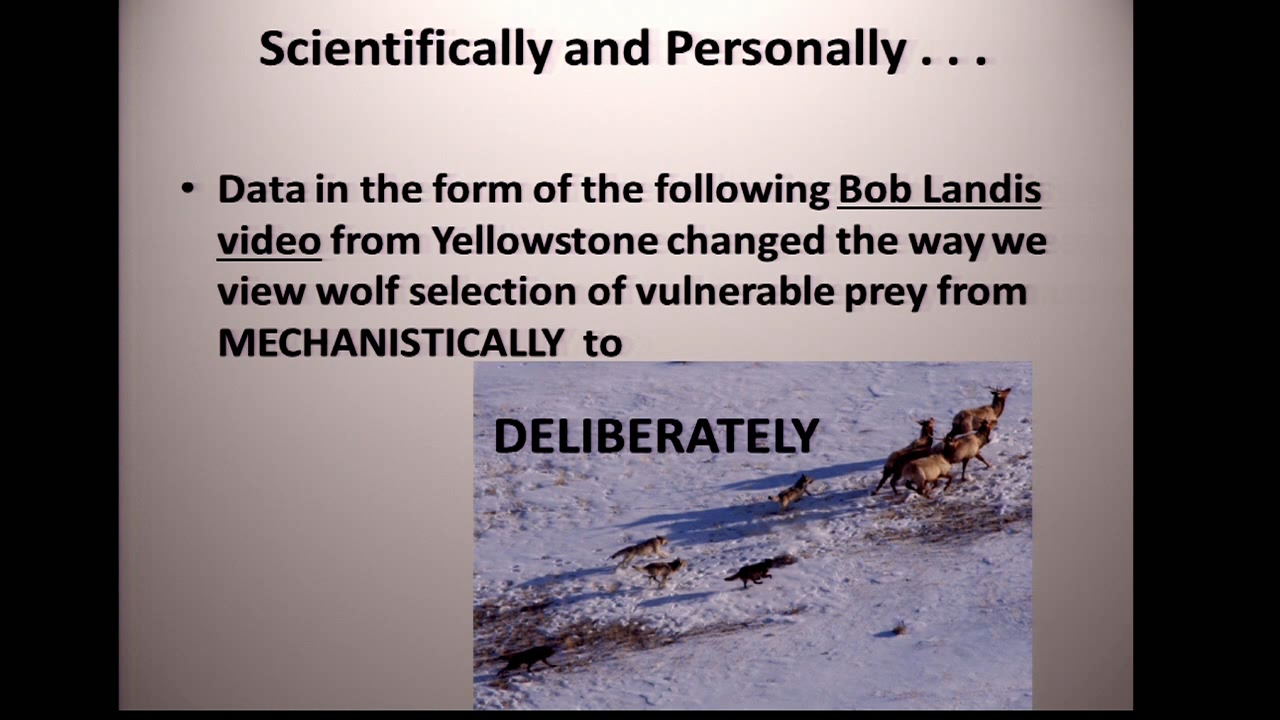 Scientifically and Personally . . .
• Data in the form of the following Bob Landis
video from Yellowstone changed the way we
view wolf selection of vulnerable prey from
MECHANISTICALLY to
DELIBERATELY